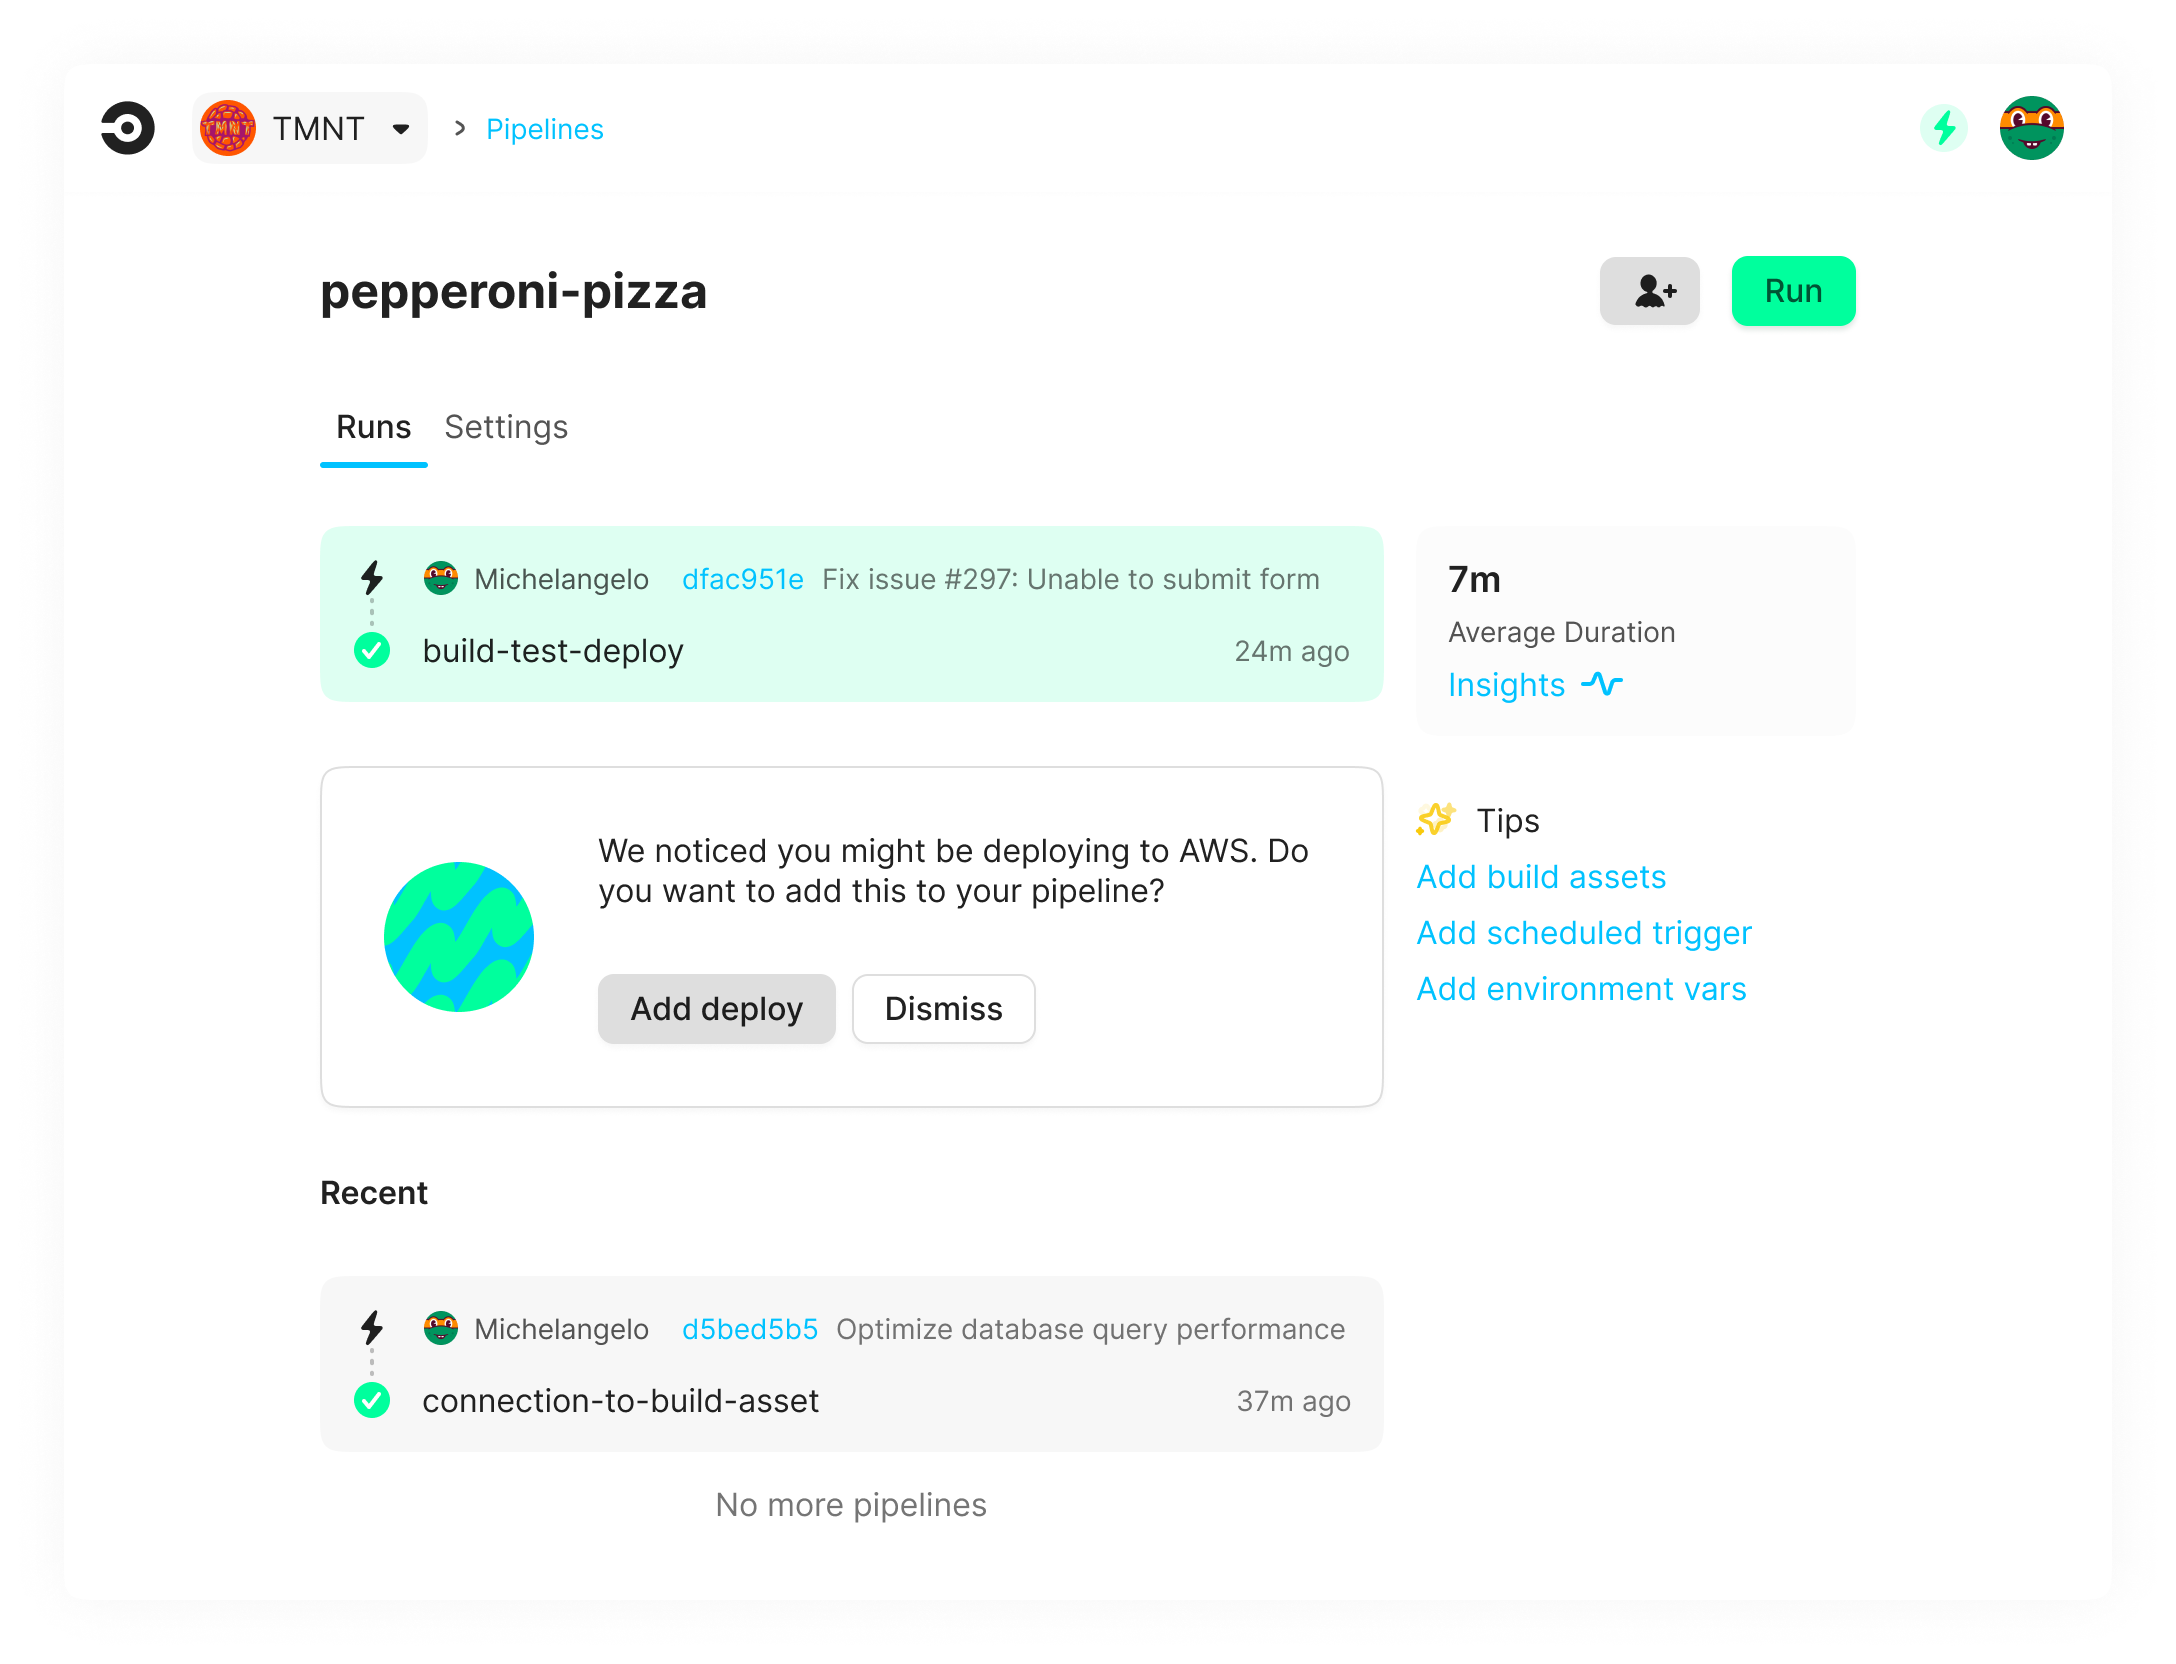 TMNT TMNT > Pipelines
pepperoni-pizza
Run
Runs Settings
Michelangelo dfac951e Fix issue #297: Unable to submit form
build-test-deploy 24m ago
7m
Average Duration
Insights
We noticed you might be deploying to AWS. Do
you want to add this to your pipeline?
Add deploy Dismiss
Tips
Add build assets
Add scheduled trigger
Add environment vars
Recent
Michelangelo d5bed5b5 Optimize database query performance
connection-to-build-asset 37m ago
No more pipelines